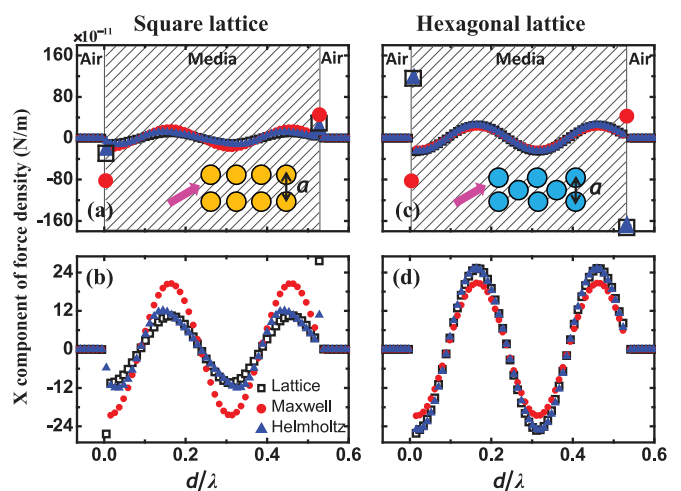 Square lattice Hexagonal lattice
×10⁻¹¹
Air Media Air Air Media Air
160
80
0
-80
-160
a a
(a) (c)
X component of force density (N/m)
24
12
0
-12
-24
(b) (d)
Lattice
Maxwell
Helmholtz
0.0 0.2 0.4 0.6 0.0 0.2 0.4 0.6
d/λ d/λ